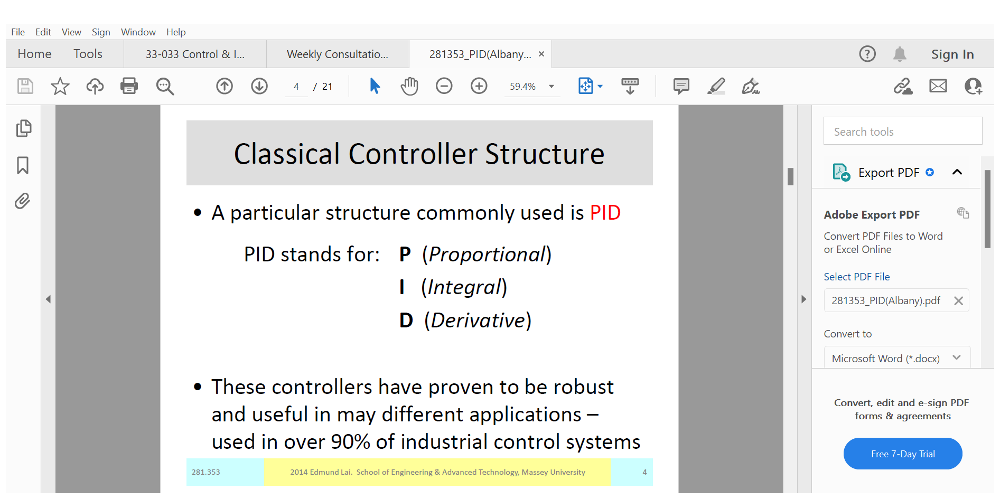 File Edit View Sign Window Help
Home Tools 33-033 Control & I... Weekly Consultatio... 281353_PID(Albany... × ? Sign In
4 / 21 59.4%
Classical Controller Structure
• A particular structure commonly used is PID
PID stands for: P (Proportional)
I (Integral)
D (Derivative)
• These controllers have proven to be robust
and useful in may different applications –
used in over 90% of industrial control systems
281.353 2014 Edmund Lai. School of Engineering & Advanced Technology, Massey University 4
Search tools
Export PDF
Adobe Export PDF
Convert PDF Files to Word
or Excel Online
Select PDF File
281353_PID(Albany).pdf
Convert to
Microsoft Word (*.docx)
Convert, edit and e-sign PDF
forms & agreements
Free 7-Day Trial